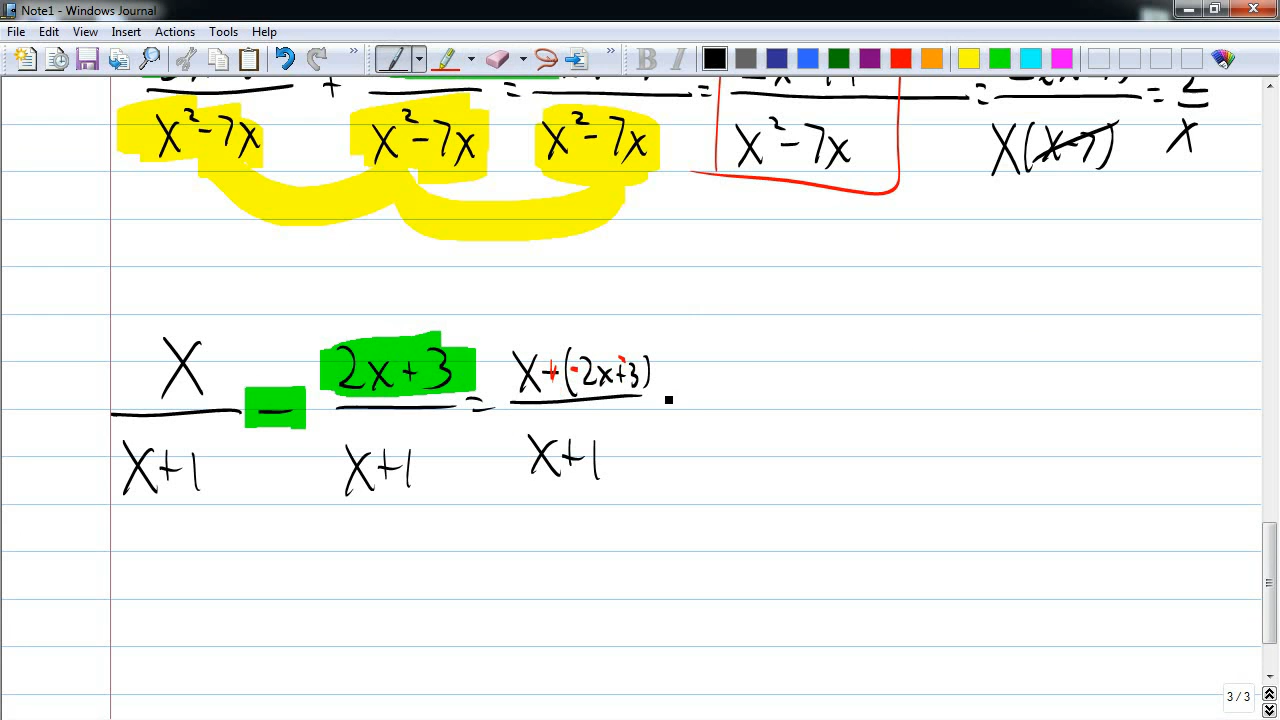 Note1 - Windows Journal
File Edit View Insert Actions Tools Help
B I
+ = = = 2 =
x² - 7x x² - 7x x² - 7x x² - 7x x(x-7) x
x - 2x + 3 = x + (-2x + 3)
x + 1 x + 1 x + 1
3 / 3